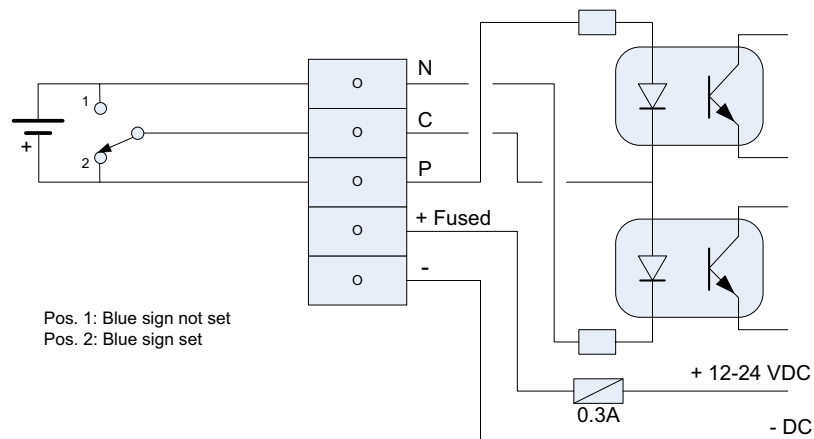 N
1
C
+
2
P
+ Fused
-
Pos. 1: Blue sign not set
Pos. 2: Blue sign set
+ 12-24 VDC
0.3A
- DC